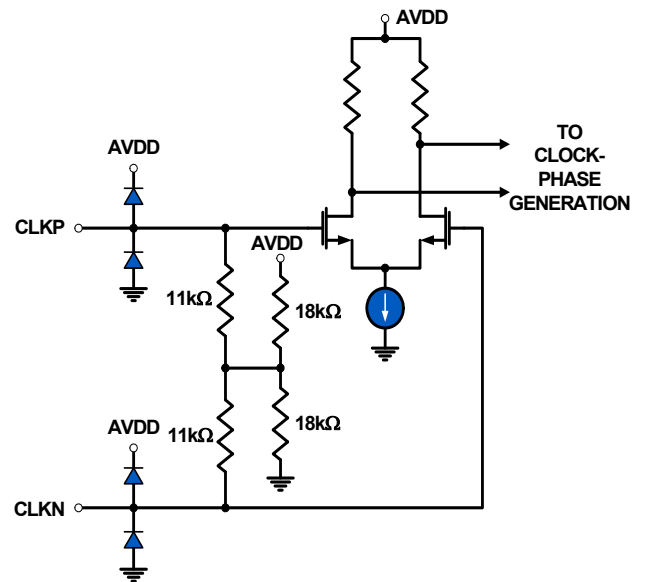 AVDD
TO
CLOCK-
PHASE
GENERATION
AVDD
CLKP
AVDD
11kΩ
18kΩ
11kΩ
18kΩ
AVDD
CLKN